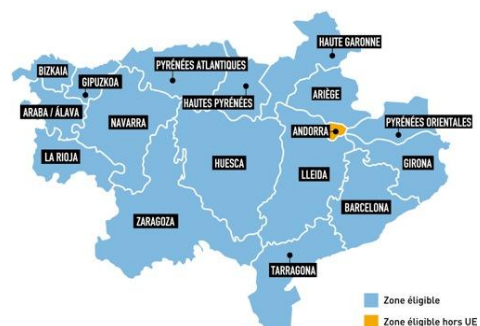 HAUTE GARONNE
PYRÉNÉES ATLANTIQUES
BIZKAIA
GIPUZKOA
HAUTES PYRÉNÉES
ARIÈGE
ARABA / ÁLAVA
NAVARRA
ANDORRA
PYRÉNÉES ORIENTALES
LA RIOJA
HUESCA
LLEIDA
GIRONA
BARCELONA
ZARAGOZA
TARRAGONA
Zone éligible
Zone éligible hors UE